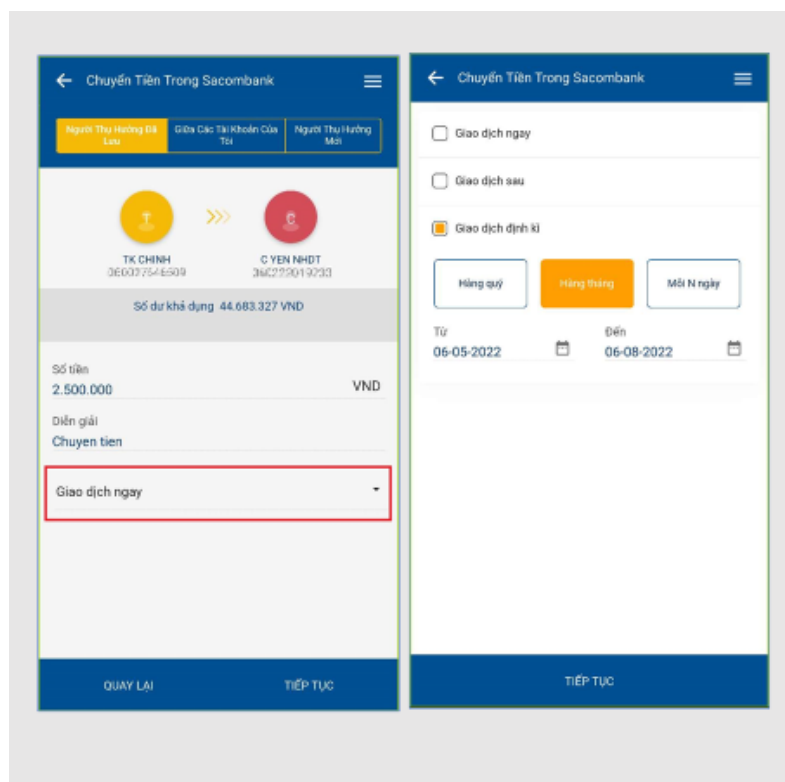 Chuyển Tiền Trong Sacombank
Người Thụ Hưởng Đã
Lưu
Giữa Các Tài Khoản Của
Tôi
Người Thụ Hưởng
Mới
T
C
TK CHINH
C YEN NHDT
Số dư khả dụng 44.683.327 VND
Số tiền
2.500.000 VND
Diễn giải
Chuyen tien
Giao dịch ngay
QUAY LẠI TIẾP TỤC
Chuyển Tiền Trong Sacombank
Giao dịch ngay
Giao dịch sau
Giao dịch định kì
Hàng quý Hàng tháng Mỗi N ngày
Từ Đến
06-05-2022 06-08-2022
TIẾP TỤC